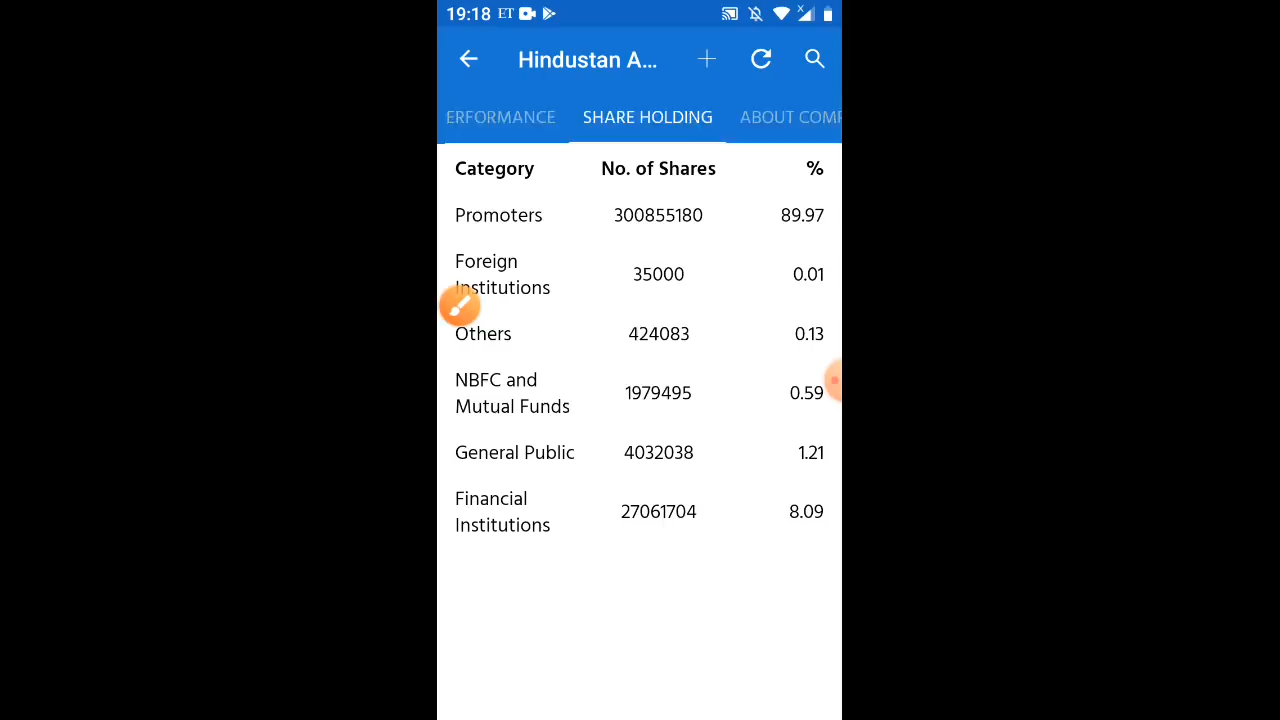 19:18 ET
Hindustan A...
ERFORMANCE SHARE HOLDING ABOUT COMP
Category No. of Shares %
Promoters 300855180 89.97
Foreign
Institutions 35000 0.01
Others 424083 0.13
NBFC and
Mutual Funds 1979495 0.59
General Public 4032038 1.21
Financial
Institutions 27061704 8.09